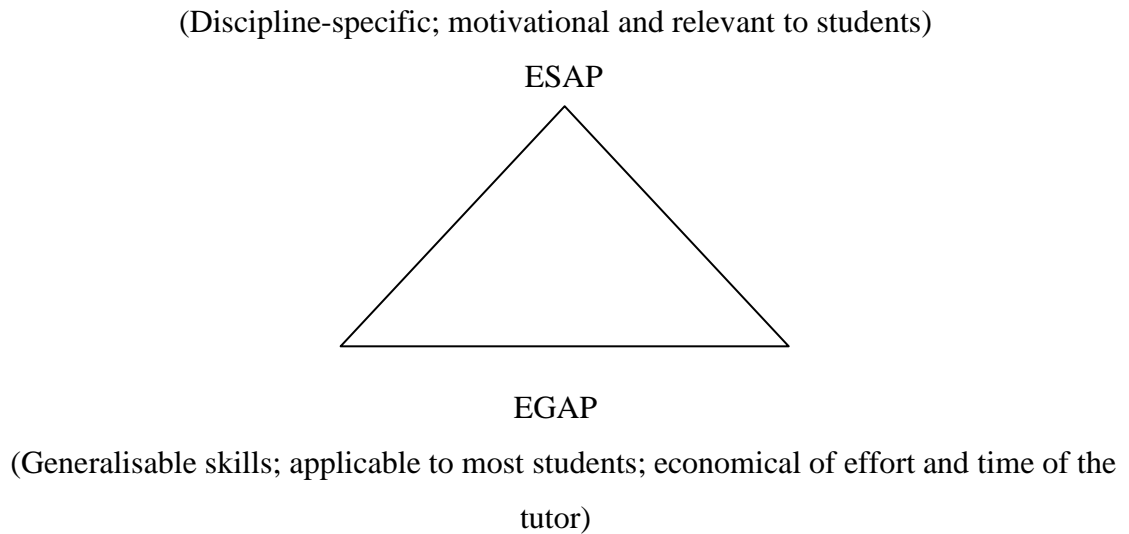 (Discipline-specific; motivational and relevant to students)
ESAP
EGAP
(Generalisable skills; applicable to most students; economical of effort and time of the
tutor)